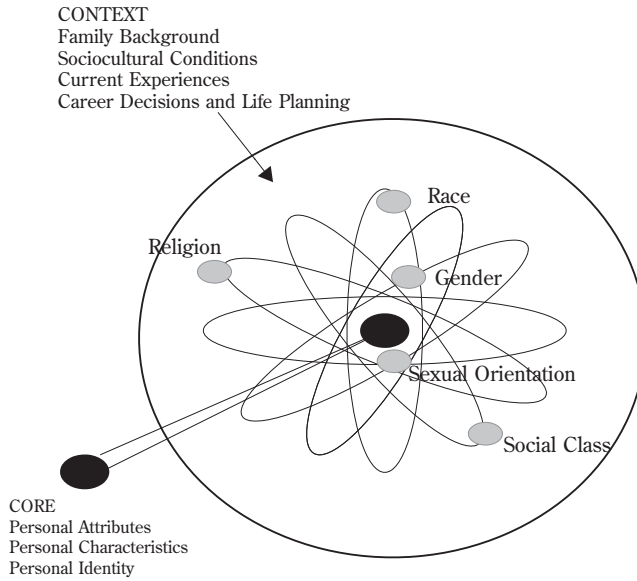 CONTEXT
Family Background
Sociocultural Conditions
Current Experiences
Career Decisions and Life Planning
Race
Religion
Gender
Sexual Orientation
Social Class
CORE
Personal Attributes
Personal Characteristics
Personal Identity